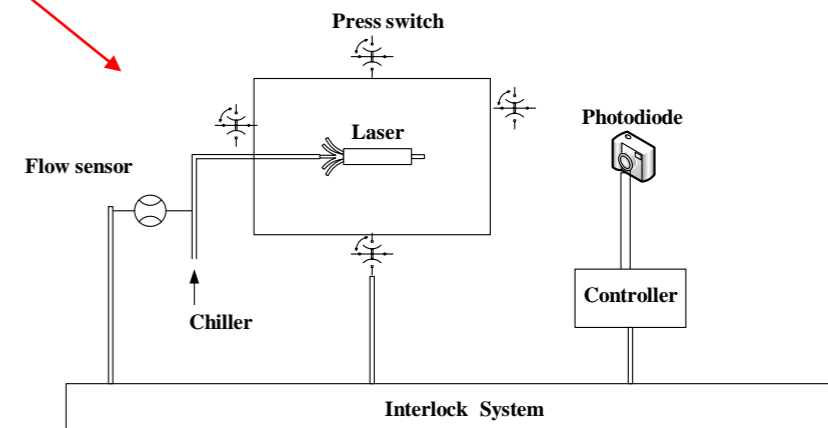 Press switch
Laser
Photodiode
Flow sensor
Controller
Chiller
Interlock System